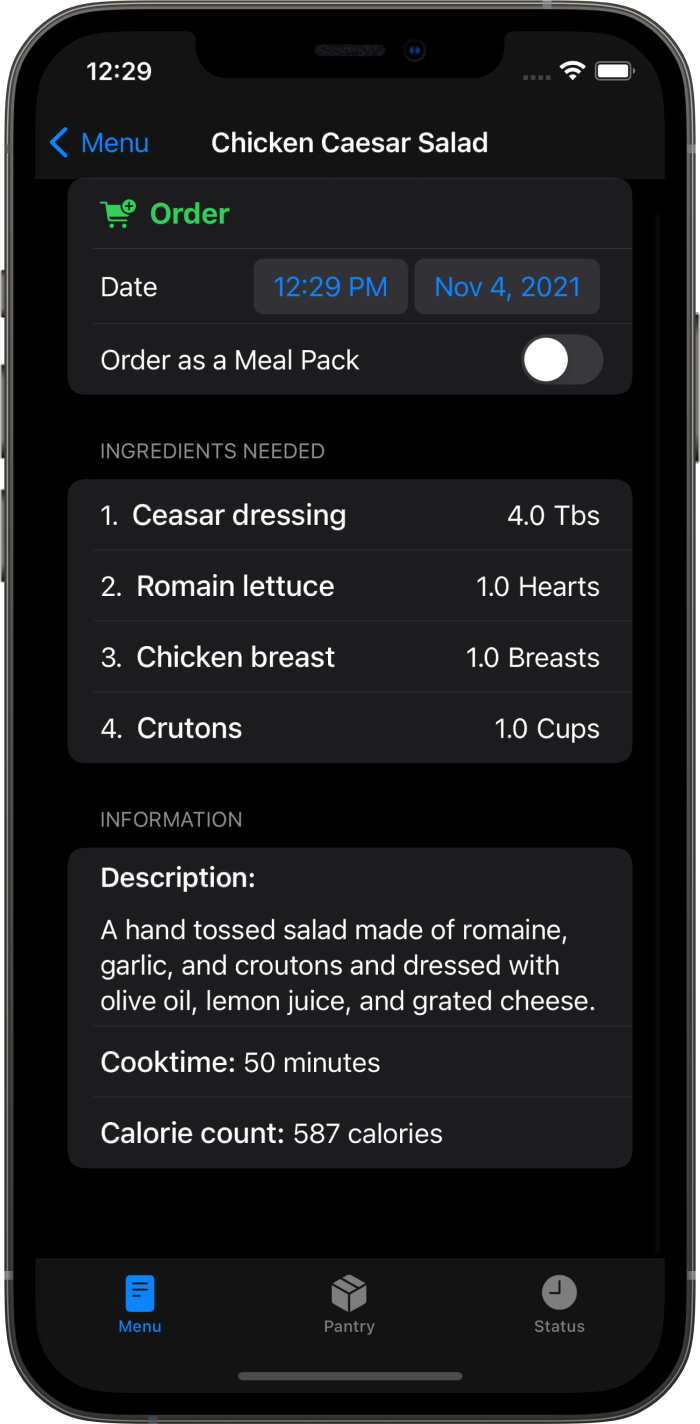 12:29
Menu
Chicken Caesar Salad
Order
Date 12:29 PM Nov 4, 2021
Order as a Meal Pack
INGREDIENTS NEEDED
1. Ceasar dressing 4.0 Tbs
2. Romain lettuce 1.0 Hearts
3. Chicken breast 1.0 Breasts
4. Crutons 1.0 Cups
INFORMATION
Description:
A hand tossed salad made of romaine,
garlic, and croutons and dressed with
olive oil, lemon juice, and grated cheese.
Cooktime: 50 minutes
Calorie count: 587 calories
Menu Pantry Status